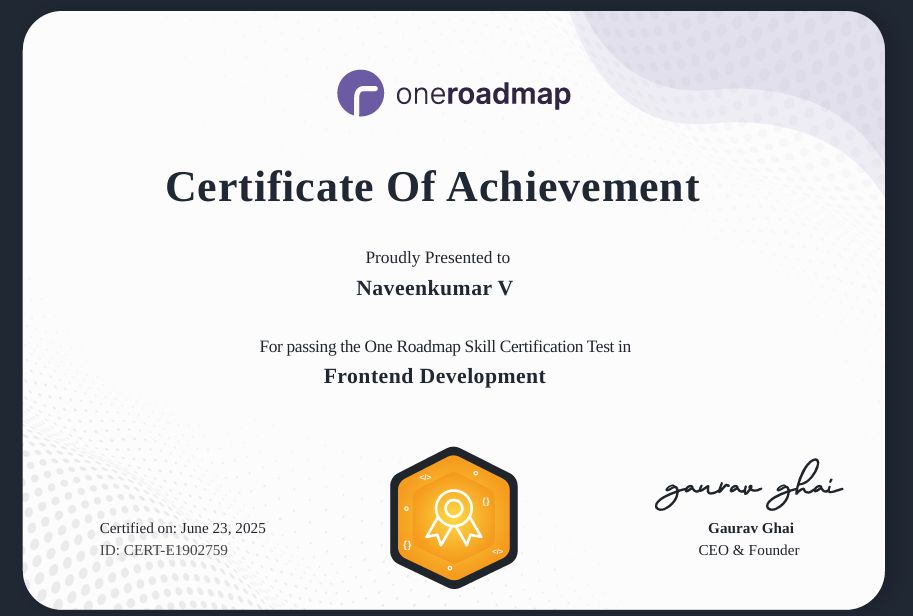 oneroadmap
Certificate Of Achievement
Proudly Presented to
Naveenkumar V
For passing the One Roadmap Skill Certification Test in
Frontend Development
</>
{}
{}
</>
gaurav ghai
Certified on: June 23, 2025
Gaurav Ghai
ID: CERT-E1902759
CEO & Founder